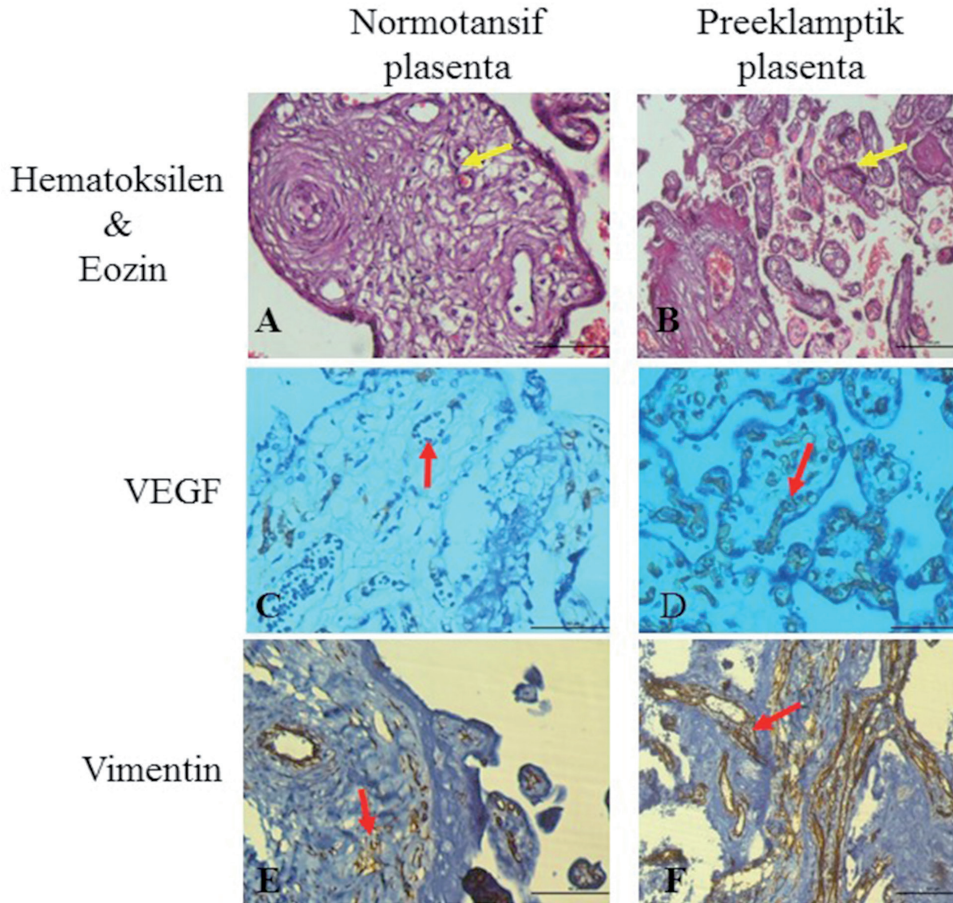 Normotansif
plasenta
Preeklamptik
plasenta
Hematoksilen
&
Eozin
A
B
VEGF
C
D
Vimentin
E
F